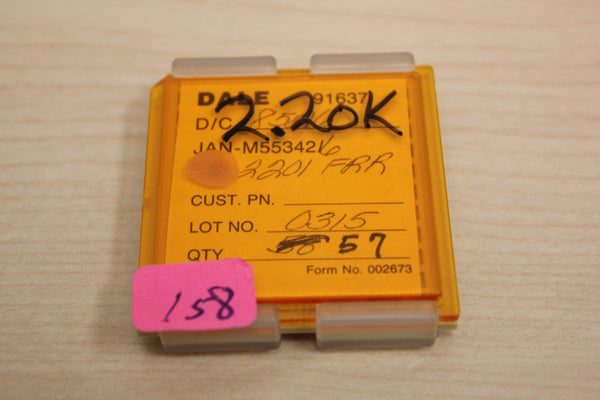 DALE 91637
2.20K
D/C
JAN-M55342/6
2201 FRR
CUST. PN.
LOT NO. 0315
QTY 57
Form No. 002673
158